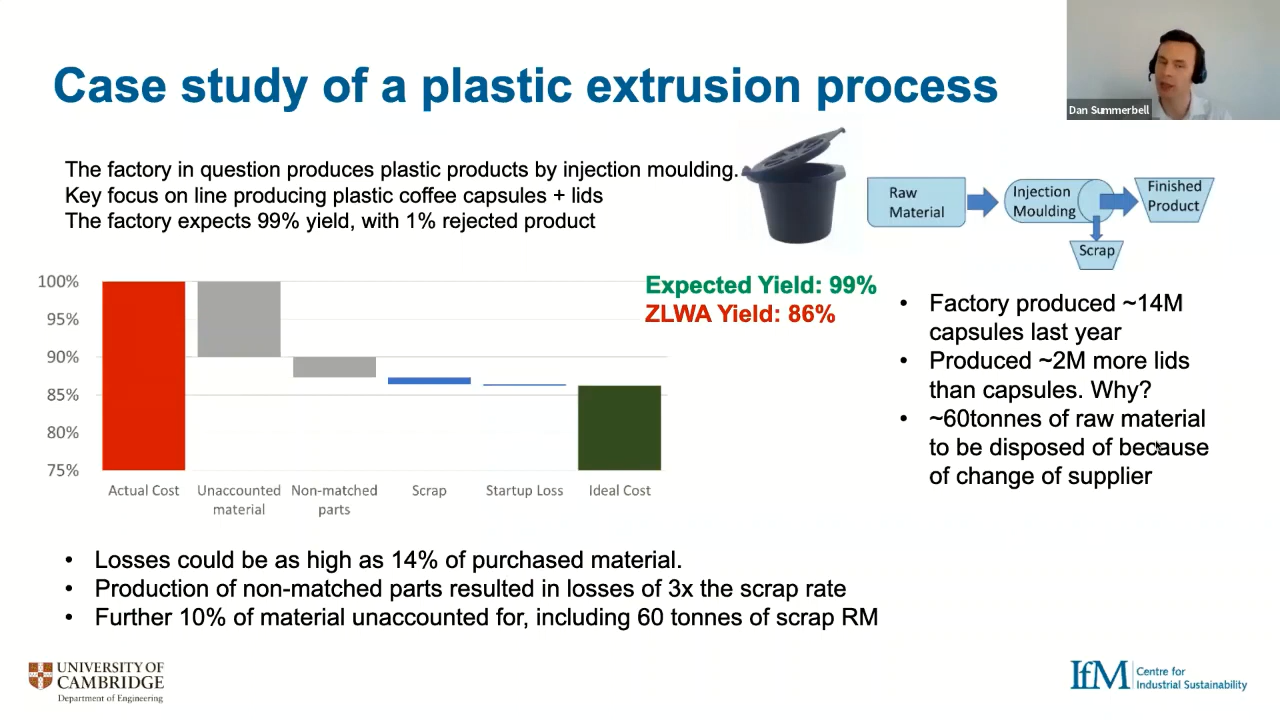 Case study of a plastic extrusion process
Dan Summerbell
The factory in question produces plastic products by injection moulding.
Key focus on line producing plastic coffee capsules + lids
The factory expects 99% yield, with 1% rejected product
Raw
Material
Injection
Moulding
Finished
Product
Scrap
Expected Yield: 99%
ZLWA Yield: 86%
100%
95%
90%
85%
80%
75%
Actual Cost
Unaccounted
material
Non-matched
parts
Scrap
Startup Loss
Ideal Cost
• Factory produced ~14M
capsules last year
• Produced ~2M more lids
than capsules. Why?
• ~60tonnes of raw material
to be disposed of because
of change of supplier
• Losses could be as high as 14% of purchased material.
• Production of non-matched parts resulted in losses of 3x the scrap rate
• Further 10% of material unaccounted for, including 60 tonnes of scrap RM
UNIVERSITY OF
CAMBRIDGE
Department of Engineering
IfM
Centre for
Industrial Sustainability